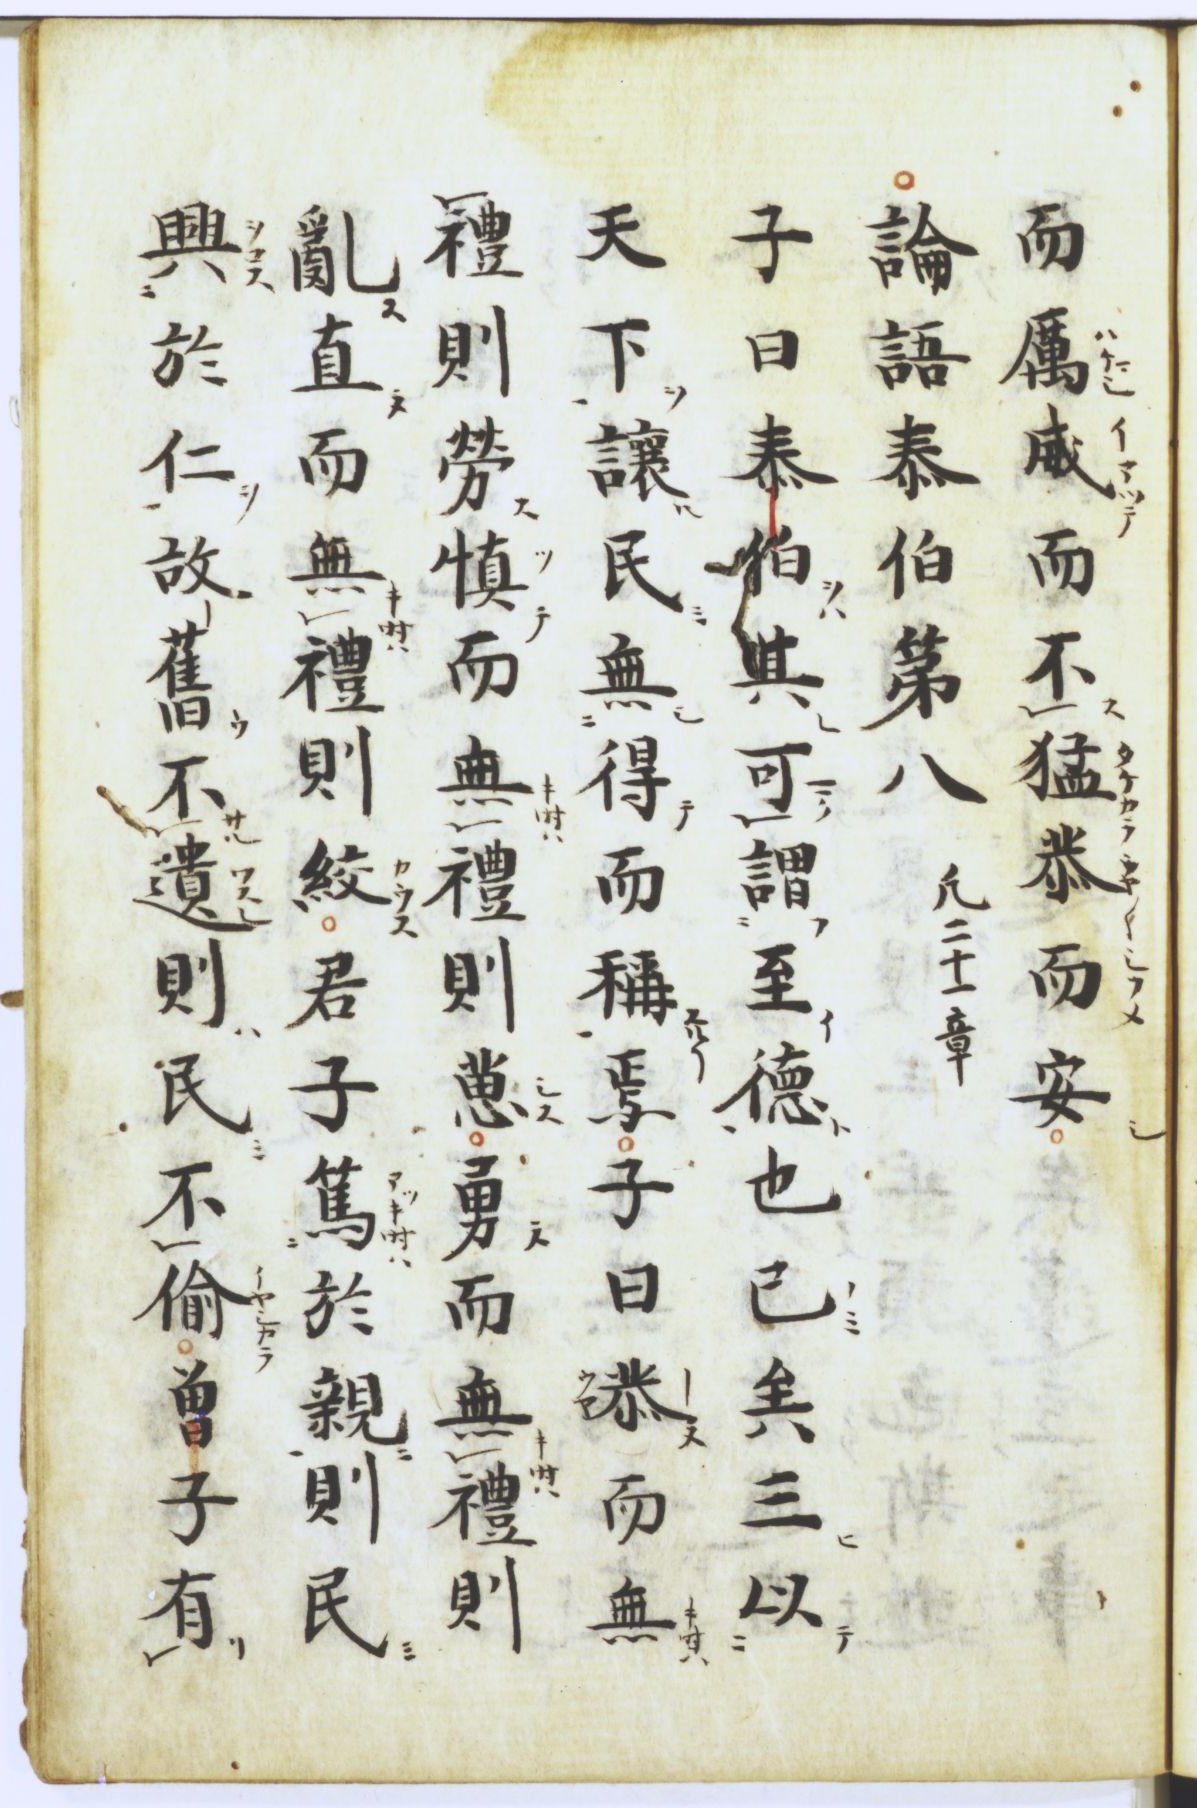 而厲威而不猛恭而安
論語泰伯第八 凡二十一章
子曰泰伯其可謂至德也已矣三以
天下讓民無得而稱焉子曰恭而無
禮則勞慎而無禮則葸勇而無禮則
亂直而無禮則絞君子篤於親則民
興於仁故舊不遺則民不偷曾子有